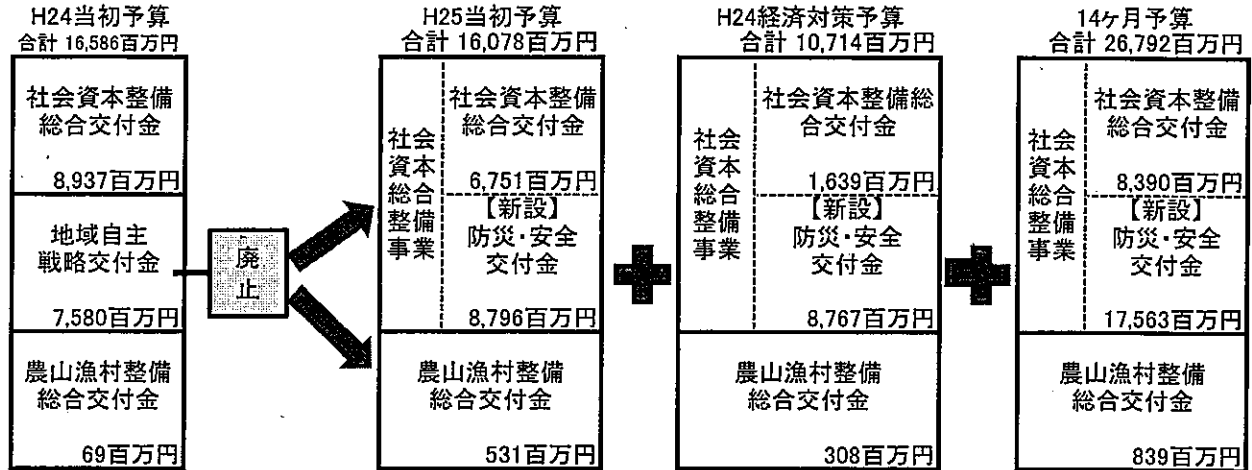 H24当初予算
合計 16,586百万円
社会資本整備
総合交付金
8,937百万円
地域自主
戦略交付金
7,580百万円
農山漁村整備
総合交付金
69百万円
廃止
H25当初予算
合計 16,078百万円
社会資本総合整備事業
社会資本整備
総合交付金
6,751百万円
【新設】
防災・安全
交付金
8,796百万円
農山漁村整備
総合交付金
531百万円
H24経済対策予算
合計 10,714百万円
社会資本総合整備事業
社会資本整備総
合交付金
1,639百万円
【新設】
防災・安全
交付金
8,767百万円
農山漁村整備
総合交付金
308百万円
14ヶ月予算
合計 26,792百万円
社会資本総合整備事業
社会資本整備
総合交付金
8,390百万円
【新設】
防災・安全
交付金
17,563百万円
農山漁村整備
総合交付金
839百万円